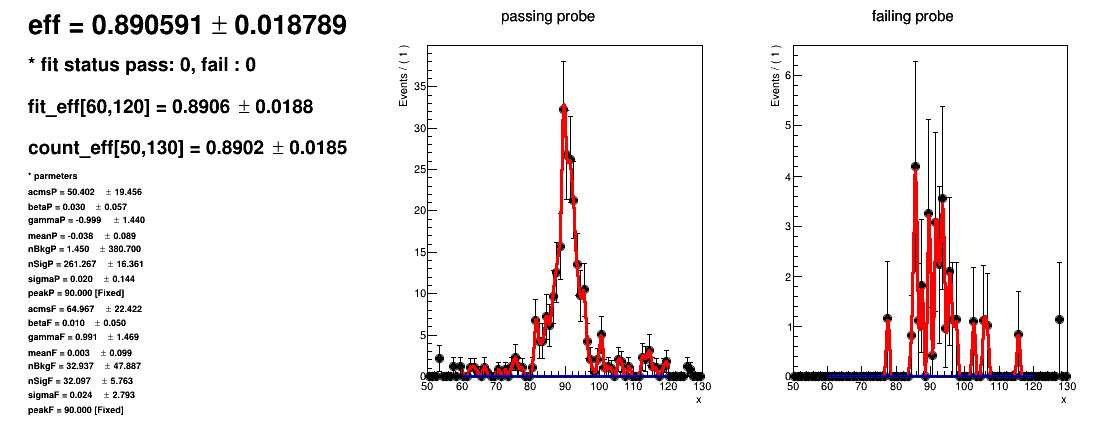 eff = 0.890591 ± 0.018789
* fit status pass: 0, fail : 0
fit_eff[60,120] = 0.8906 ± 0.0188
count_eff[50,130] = 0.8902 ± 0.0185
* parmeters
acmsP = 50.402 ± 19.456
betaP = 0.030 ± 0.057
gammaP = -0.999 ± 1.440
meanP = -0.038 ± 0.089
nBkgP = 1.450 ± 380.700
nSigP = 261.267 ± 16.361
sigmaP = 0.020 ± 0.144
peakP = 90.000 [Fixed]
acmsF = 64.967 ± 22.422
betaF = 0.010 ± 0.050
gammaF = 0.991 ± 1.469
meanF = 0.003 ± 0.099
nBkgF = 32.937 ± 47.887
nSigF = 32.097 ± 5.763
sigmaF = 0.024 ± 2.793
peakF = 90.000 [Fixed]
passing probe
Events / ( 1 )
35
30
25
20
15
10
5
0
50 60 70 80 90 100 110 120 130
x
failing probe
Events / ( 1 )
6
5
4
3
2
1
0
50 60 70 80 90 100 110 120 130
x